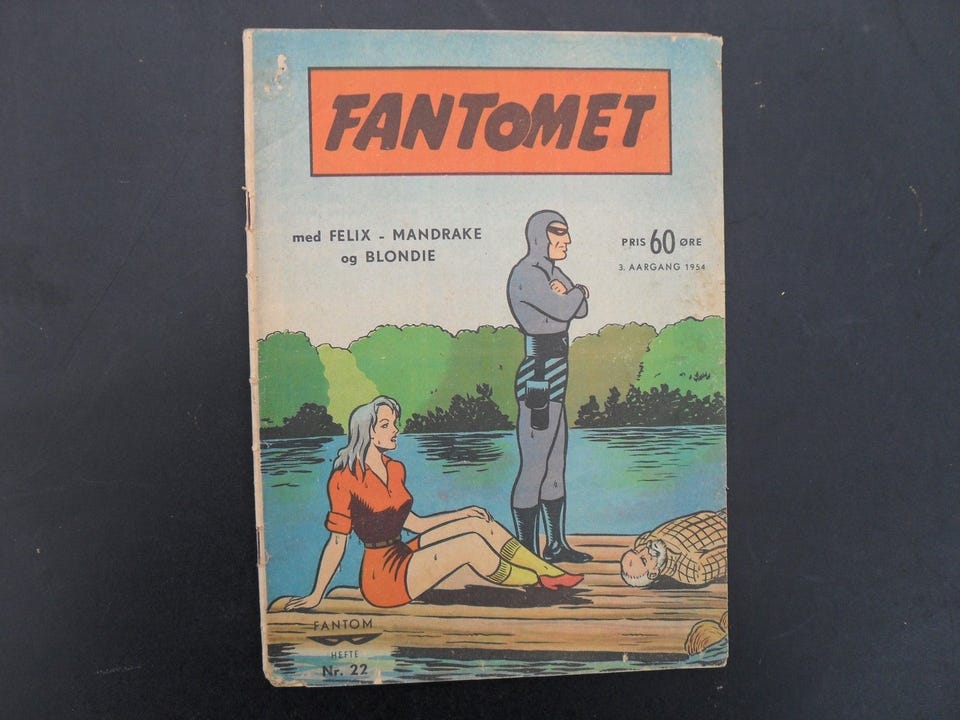 FANTOMET
med FELIX - MANDRAKE
og BLONDIE
PRIS 60 ØRE
3. AARGANG 1954
FANTOM
HEFTE
Nr. 22